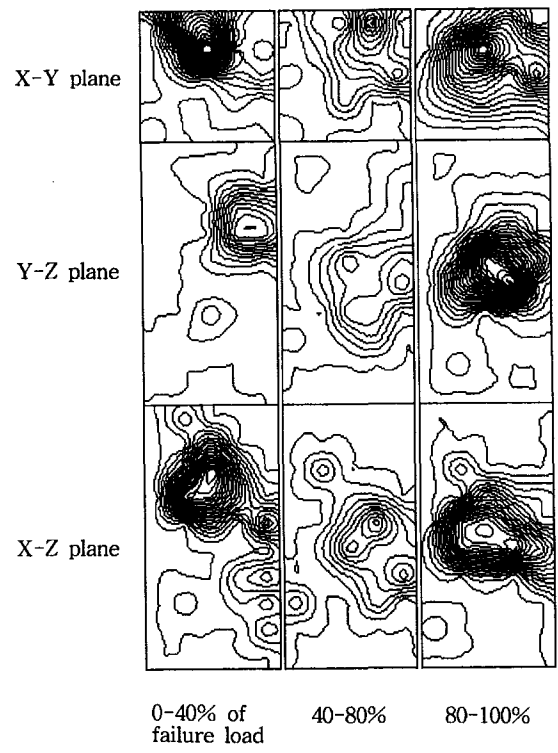 X-Y plane
Y-Z plane
X-Z plane
0-40% of
failure load
40-80%
80-100%